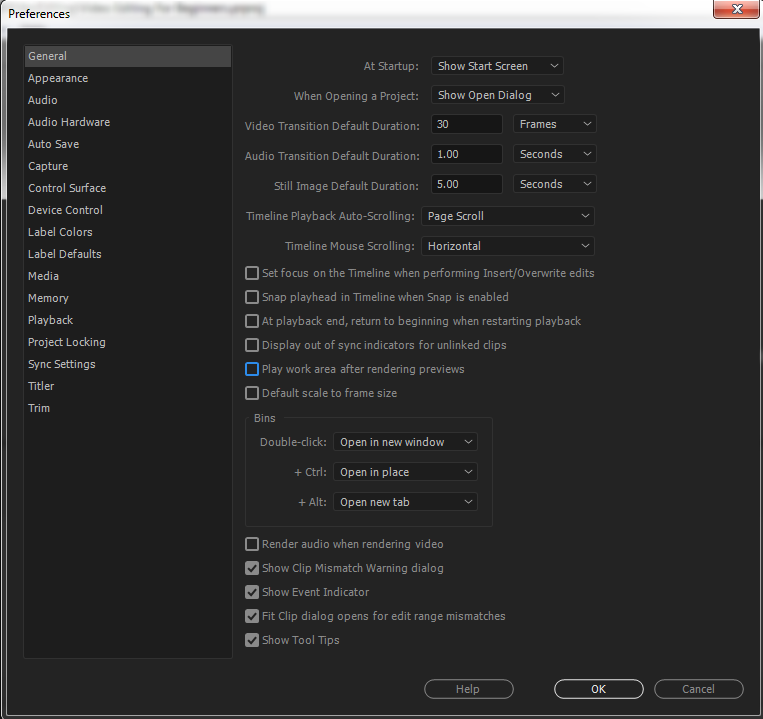 Preferences
General
Appearance
Audio
Audio Hardware
Auto Save
Capture
Control Surface
Device Control
Label Colors
Label Defaults
Media
Memory
Playback
Project Locking
Sync Settings
Titler
Trim
At Startup: Show Start Screen
When Opening a Project: Show Open Dialog
Video Transition Default Duration: 30 Frames
Audio Transition Default Duration: 1.00 Seconds
Still Image Default Duration: 5.00 Seconds
Timeline Playback Auto-Scrolling: Page Scroll
Timeline Mouse Scrolling: Horizontal
Set focus on the Timeline when performing Insert/Overwrite edits
Snap playhead in Timeline when Snap is enabled
At playback end, return to beginning when restarting playback
Display out of sync indicators for unlinked clips
Play work area after rendering previews
Default scale to frame size
Bins
Double-click: Open in new window
+ Ctrl: Open in place
+ Alt: Open new tab
Render audio when rendering video
Show Clip Mismatch Warning dialog
Show Event Indicator
Fit Clip dialog opens for edit range mismatches
Show Tool Tips
Help OK Cancel